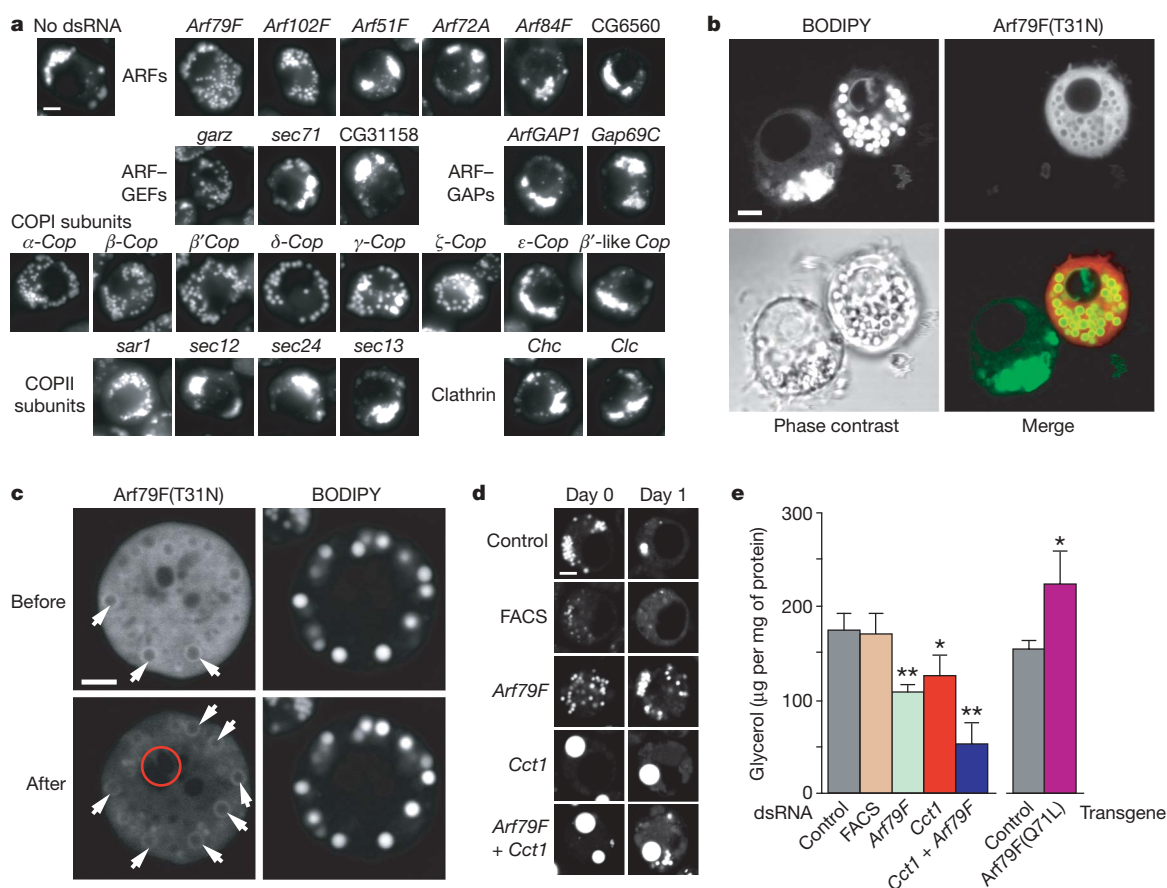 a
No dsRNA Arf79F Arf102F Arf51F Arf72A Arf84F CG6560
ARFs
garz sec71 CG31158 ArfGAP1 Gap69C
ARF–
GEFs
ARF–
GAPs
COPI subunits
α-Cop β-Cop β′Cop δ-Cop γ-Cop ζ-Cop ε-Cop β′-like Cop
sar1 sec12 sec24 sec13 Chc Clc
COPII
subunits
Clathrin
b
BODIPY Arf79F(T31N)
Phase contrast Merge
c
Arf79F(T31N) BODIPY
Before
After
d
Day 0 Day 1
Control
FACS
Arf79F
Cct1
Arf79F
+ Cct1
e
Glycerol (µg per mg of protein)
300
200
100
0
** * ** *
dsRNA
Control
FACS
Arf79F
Cct1
Cct1 + Arf79F
Control
Arf79F(Q71L)
Transgene